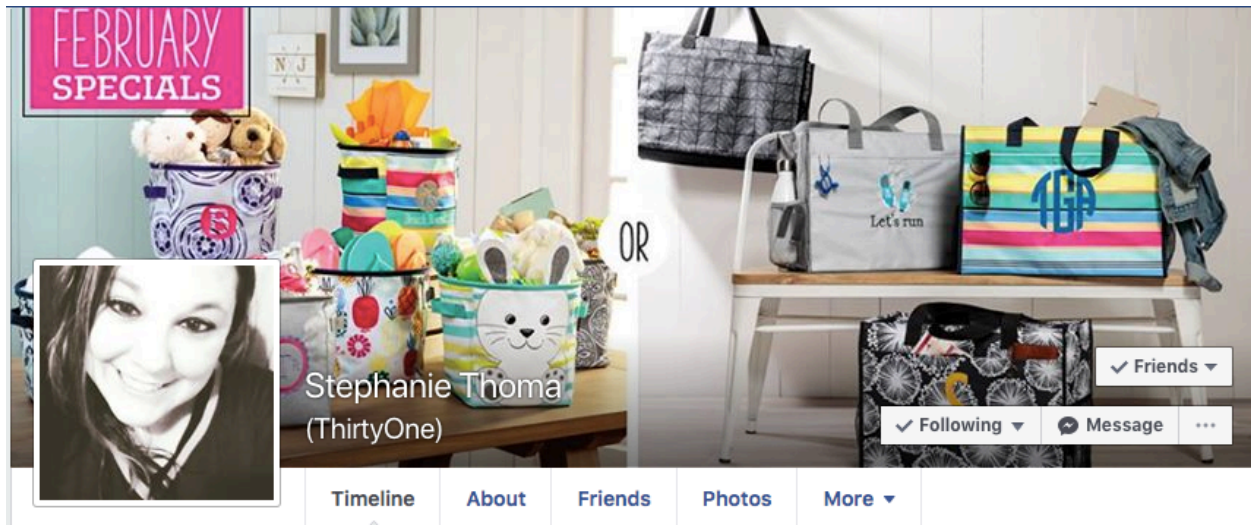 FEBRUARY
SPECIALS
N J
B
OR
Let's run
TGA
Stephanie Thoma
(ThirtyOne)
Friends
Following
Message
Timeline
About
Friends
Photos
More